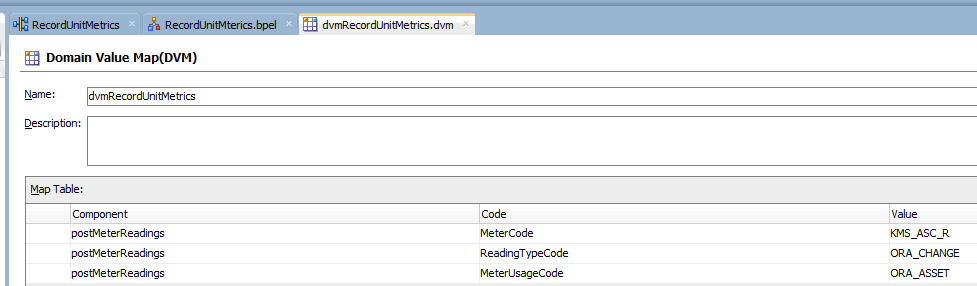 RecordUnitMetrics RecordUnitMterics.bpel dvmRecordUnitMetrics.dvm
Domain Value Map(DVM)
Name: dvmRecordUnitMetrics
Description:
Map Table:
Component Code Value
postMeterReadings MeterCode KMS_ASC_R
postMeterReadings ReadingTypeCode ORA_CHANGE
postMeterReadings MeterUsageCode ORA_ASSET